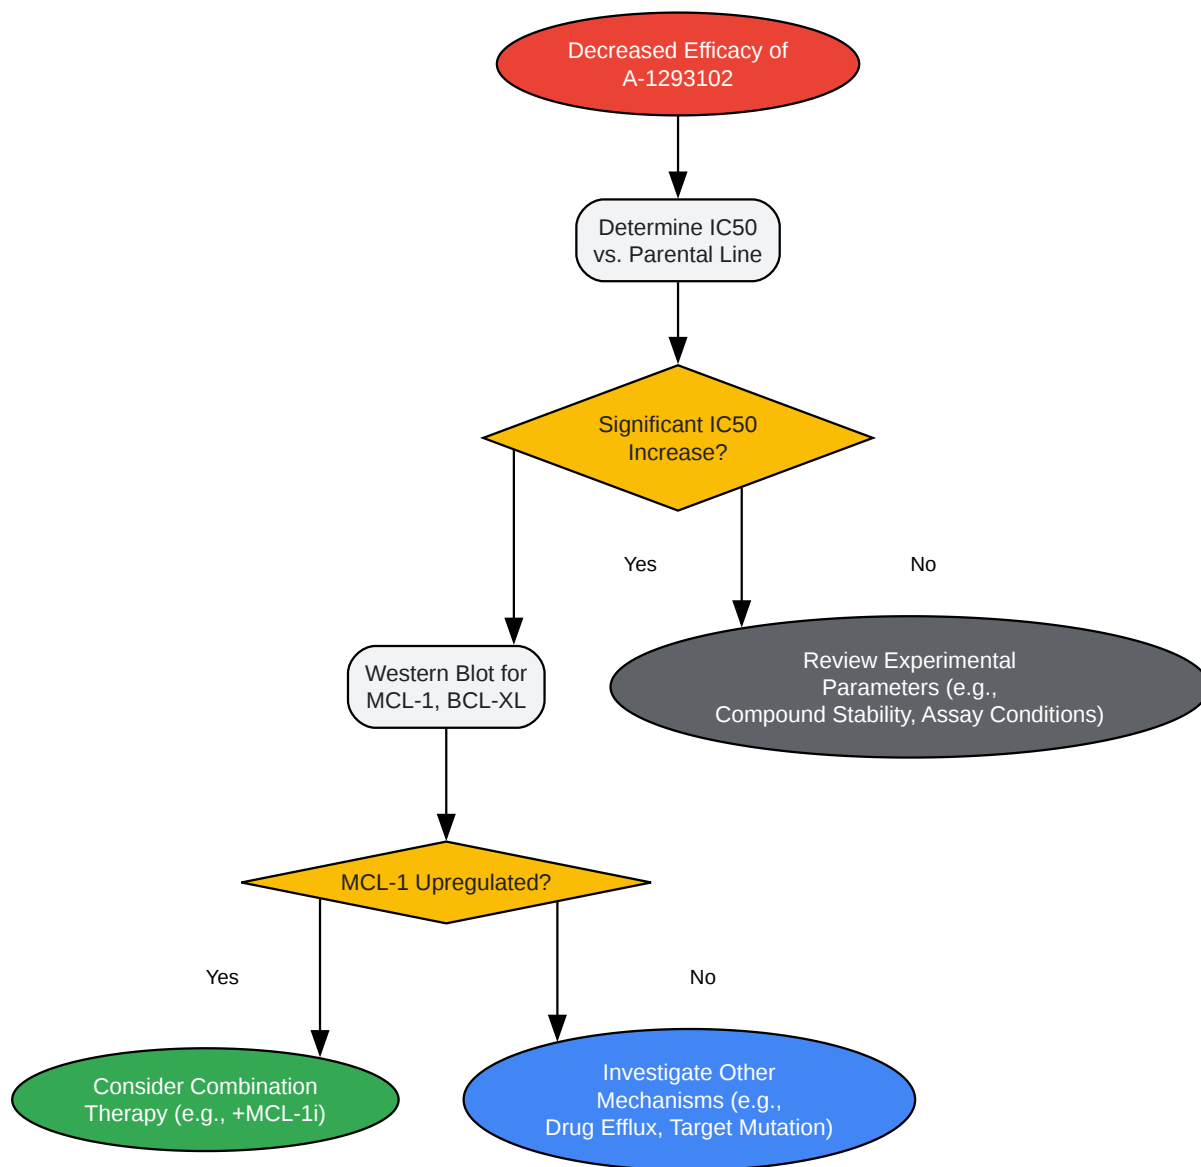 Decreased Efficacy of
A-1293102
Determine IC50
vs. Parental Line
Significant IC50
Increase?
Yes
No
Western Blot for
MCL-1, BCL-XL
Review Experimental
Parameters (e.g.,
Compound Stability, Assay Conditions)
MCL-1 Upregulated?
Yes
No
Consider Combination
Therapy (e.g., +MCL-1i)
Investigate Other
Mechanisms (e.g.,
Drug Efflux, Target Mutation)